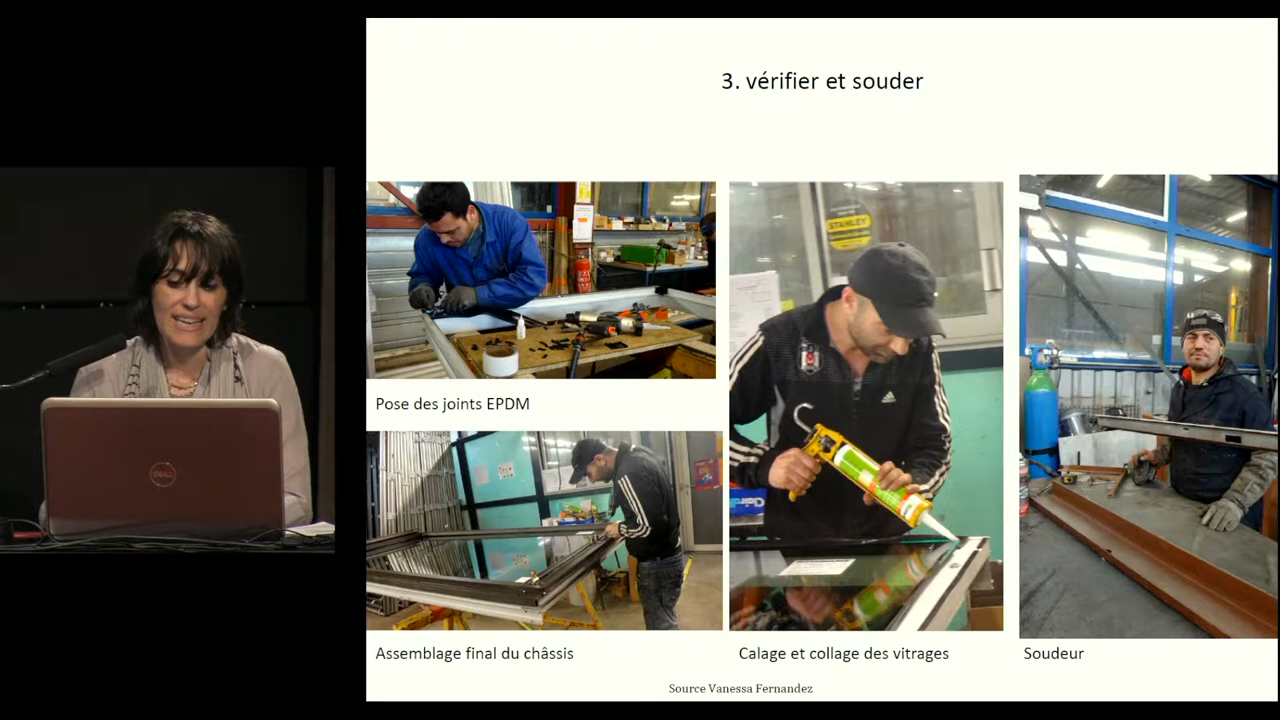 3. vérifier et souder
STANLEY
Pose des joints EPDM
DELL
Assemblage final du châssis
Calage et collage des vitrages
Soudeur
Source Vanessa Fernandez